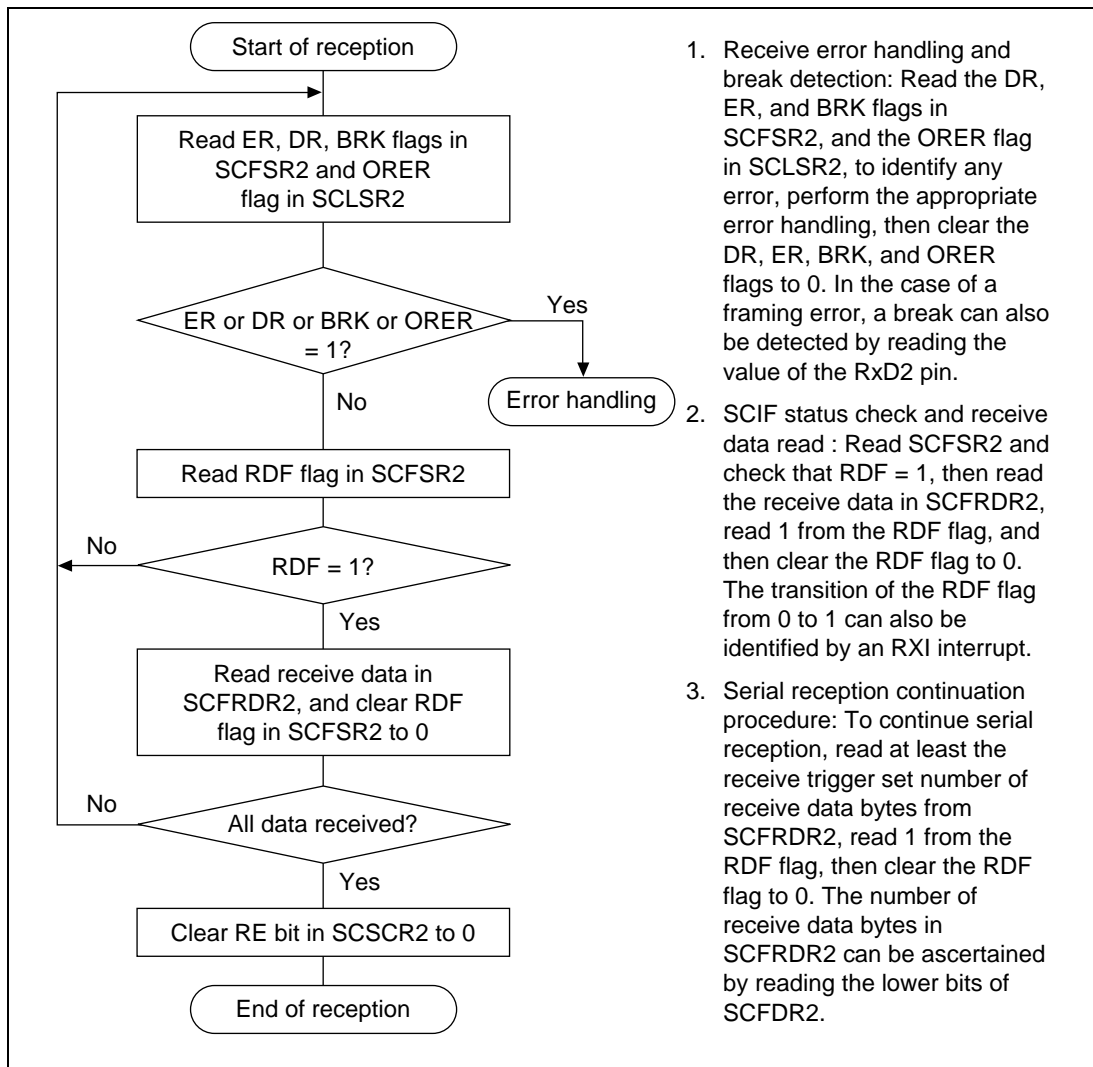 Start of reception
Read ER, DR, BRK flags in
SCFSR2 and ORER
flag in SCLSR2
ER or DR or BRK or ORER
= 1?
Yes
Error handling
No
Read RDF flag in SCFSR2
No
RDF = 1?
Yes
Read receive data in
SCFRDR2, and clear RDF
flag in SCFSR2 to 0
No
All data received?
Yes
Clear RE bit in SCSCR2 to 0
End of reception
1. Receive error handling and
break detection: Read the DR,
ER, and BRK flags in
SCFSR2, and the ORER flag
in SCLSR2, to identify any
error, perform the appropriate
error handling, then clear the
DR, ER, BRK, and ORER
flags to 0. In the case of a
framing error, a break can also
be detected by reading the
value of the RxD2 pin.
2. SCIF status check and receive
data read : Read SCFSR2 and
check that RDF = 1, then read
the receive data in SCFRDR2,
read 1 from the RDF flag, and
then clear the RDF flag to 0.
The transition of the RDF flag
from 0 to 1 can also be
identified by an RXI interrupt.
3. Serial reception continuation
procedure: To continue serial
reception, read at least the
receive trigger set number of
receive data bytes from
SCFRDR2, read 1 from the
RDF flag, then clear the RDF
flag to 0. The number of
receive data bytes in
SCFRDR2 can be ascertained
by reading the lower bits of
SCFDR2.